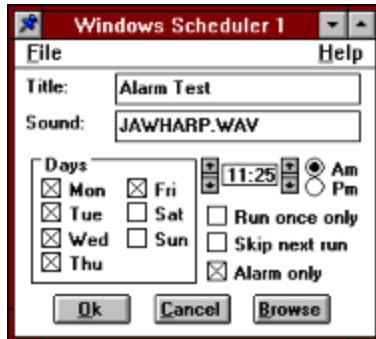 Windows Scheduler 1
File Help
Title: Alarm Test
Sound: JAWHARP.WAV
Days
11:25 Am
Pm
Mon Fri
Tue Sat
Wed Sun
Thu
Run once only
Skip next run
Alarm only
Ok Cancel Browse